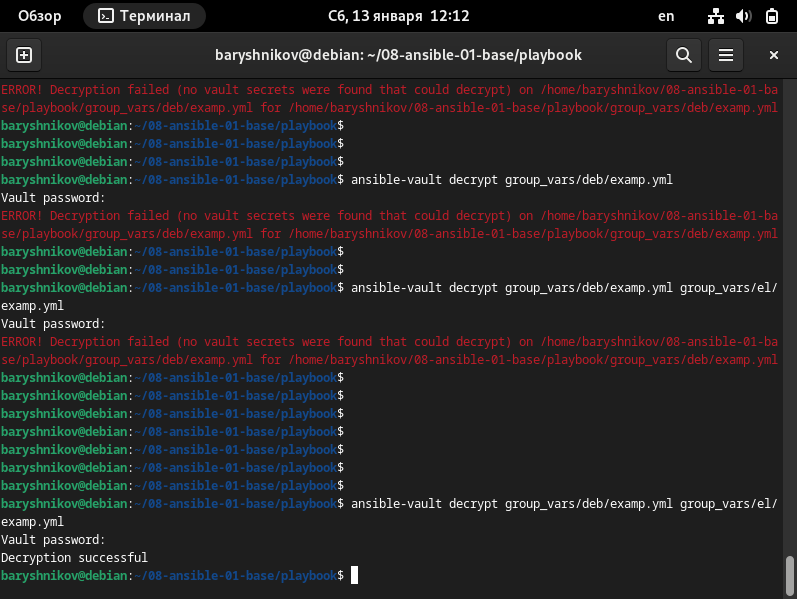 Обзор
Терминал
Сб, 13 января 12:12
en
baryshnikov@debian: ~/08-ansible-01-base/playbook
ERROR! Decryption failed (no vault secrets were found that could decrypt) on /home/baryshnikov/08-ansible-01-ba
se/playbook/group_vars/deb/examp.yml for /home/baryshnikov/08-ansible-01-base/playbook/group_vars/deb/examp.yml
baryshnikov@debian:~/08-ansible-01-base/playbook$
baryshnikov@debian:~/08-ansible-01-base/playbook$
baryshnikov@debian:~/08-ansible-01-base/playbook$
baryshnikov@debian:~/08-ansible-01-base/playbook$ ansible-vault decrypt group_vars/deb/examp.yml
Vault password:
ERROR! Decryption failed (no vault secrets were found that could decrypt) on /home/baryshnikov/08-ansible-01-ba
se/playbook/group_vars/deb/examp.yml for /home/baryshnikov/08-ansible-01-base/playbook/group_vars/deb/examp.yml
baryshnikov@debian:~/08-ansible-01-base/playbook$
baryshnikov@debian:~/08-ansible-01-base/playbook$
baryshnikov@debian:~/08-ansible-01-base/playbook$ ansible-vault decrypt group_vars/deb/examp.yml group_vars/el/
examp.yml
Vault password:
ERROR! Decryption failed (no vault secrets were found that could decrypt) on /home/baryshnikov/08-ansible-01-ba
se/playbook/group_vars/deb/examp.yml for /home/baryshnikov/08-ansible-01-base/playbook/group_vars/deb/examp.yml
baryshnikov@debian:~/08-ansible-01-base/playbook$
baryshnikov@debian:~/08-ansible-01-base/playbook$
baryshnikov@debian:~/08-ansible-01-base/playbook$
baryshnikov@debian:~/08-ansible-01-base/playbook$
baryshnikov@debian:~/08-ansible-01-base/playbook$
baryshnikov@debian:~/08-ansible-01-base/playbook$
baryshnikov@debian:~/08-ansible-01-base/playbook$
baryshnikov@debian:~/08-ansible-01-base/playbook$ ansible-vault decrypt group_vars/deb/examp.yml group_vars/el/
examp.yml
Vault password:
Decryption successful
baryshnikov@debian:~/08-ansible-01-base/playbook$